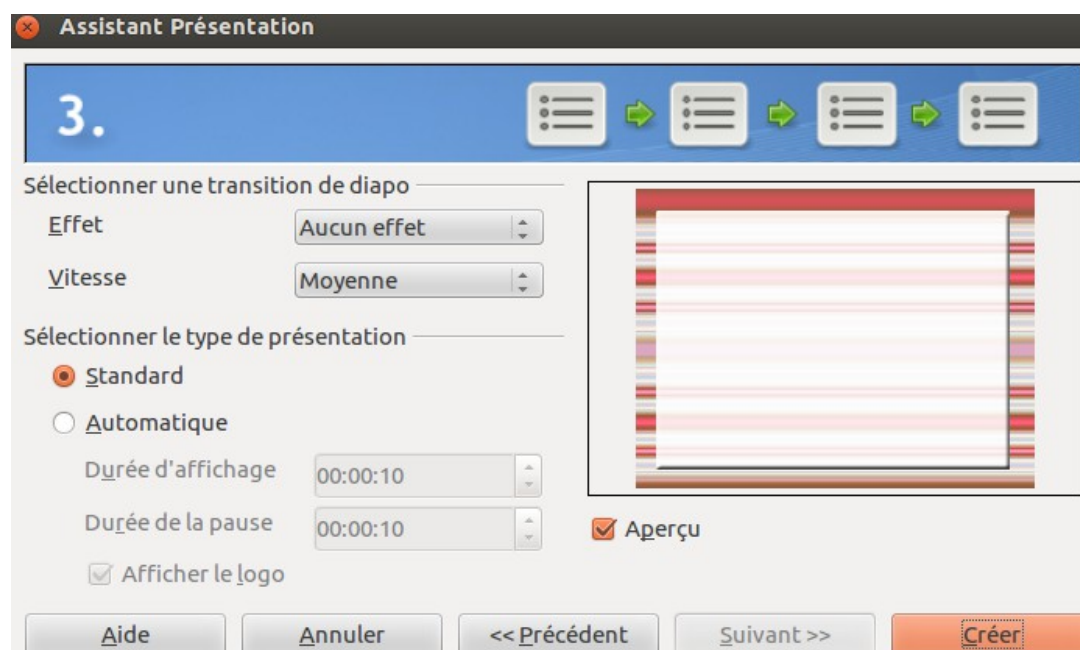 Assistant Présentation
3.
Sélectionner une transition de diapo
Effet Aucun effet
Vitesse Moyenne
Sélectionner le type de présentation
Standard
Automatique
Durée d'affichage 00:00:10
Durée de la pause 00:00:10
Aperçu
Afficher le logo
Aide Annuler << Précédent Suivant >> Créer